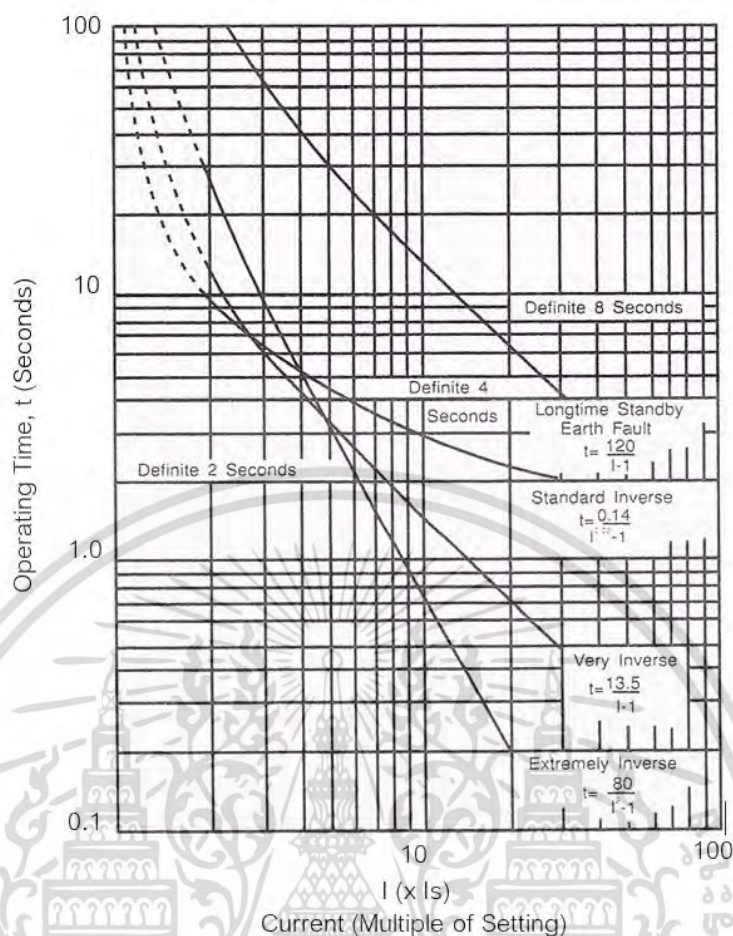 100
10
1.0
0.1
Operating Time, t (Seconds)
Definite 8 Seconds
Definite 4
Seconds
Longtime Standby
Earth Fault
t= 120
I-1
Definite 2 Seconds
Standard Inverse
t= 0.14
Very Inverse
t= 13.5
I-1
Extremely Inverse
t= 80
I²-1
10
100
I (x Is)
Current (Multiple of Setting)